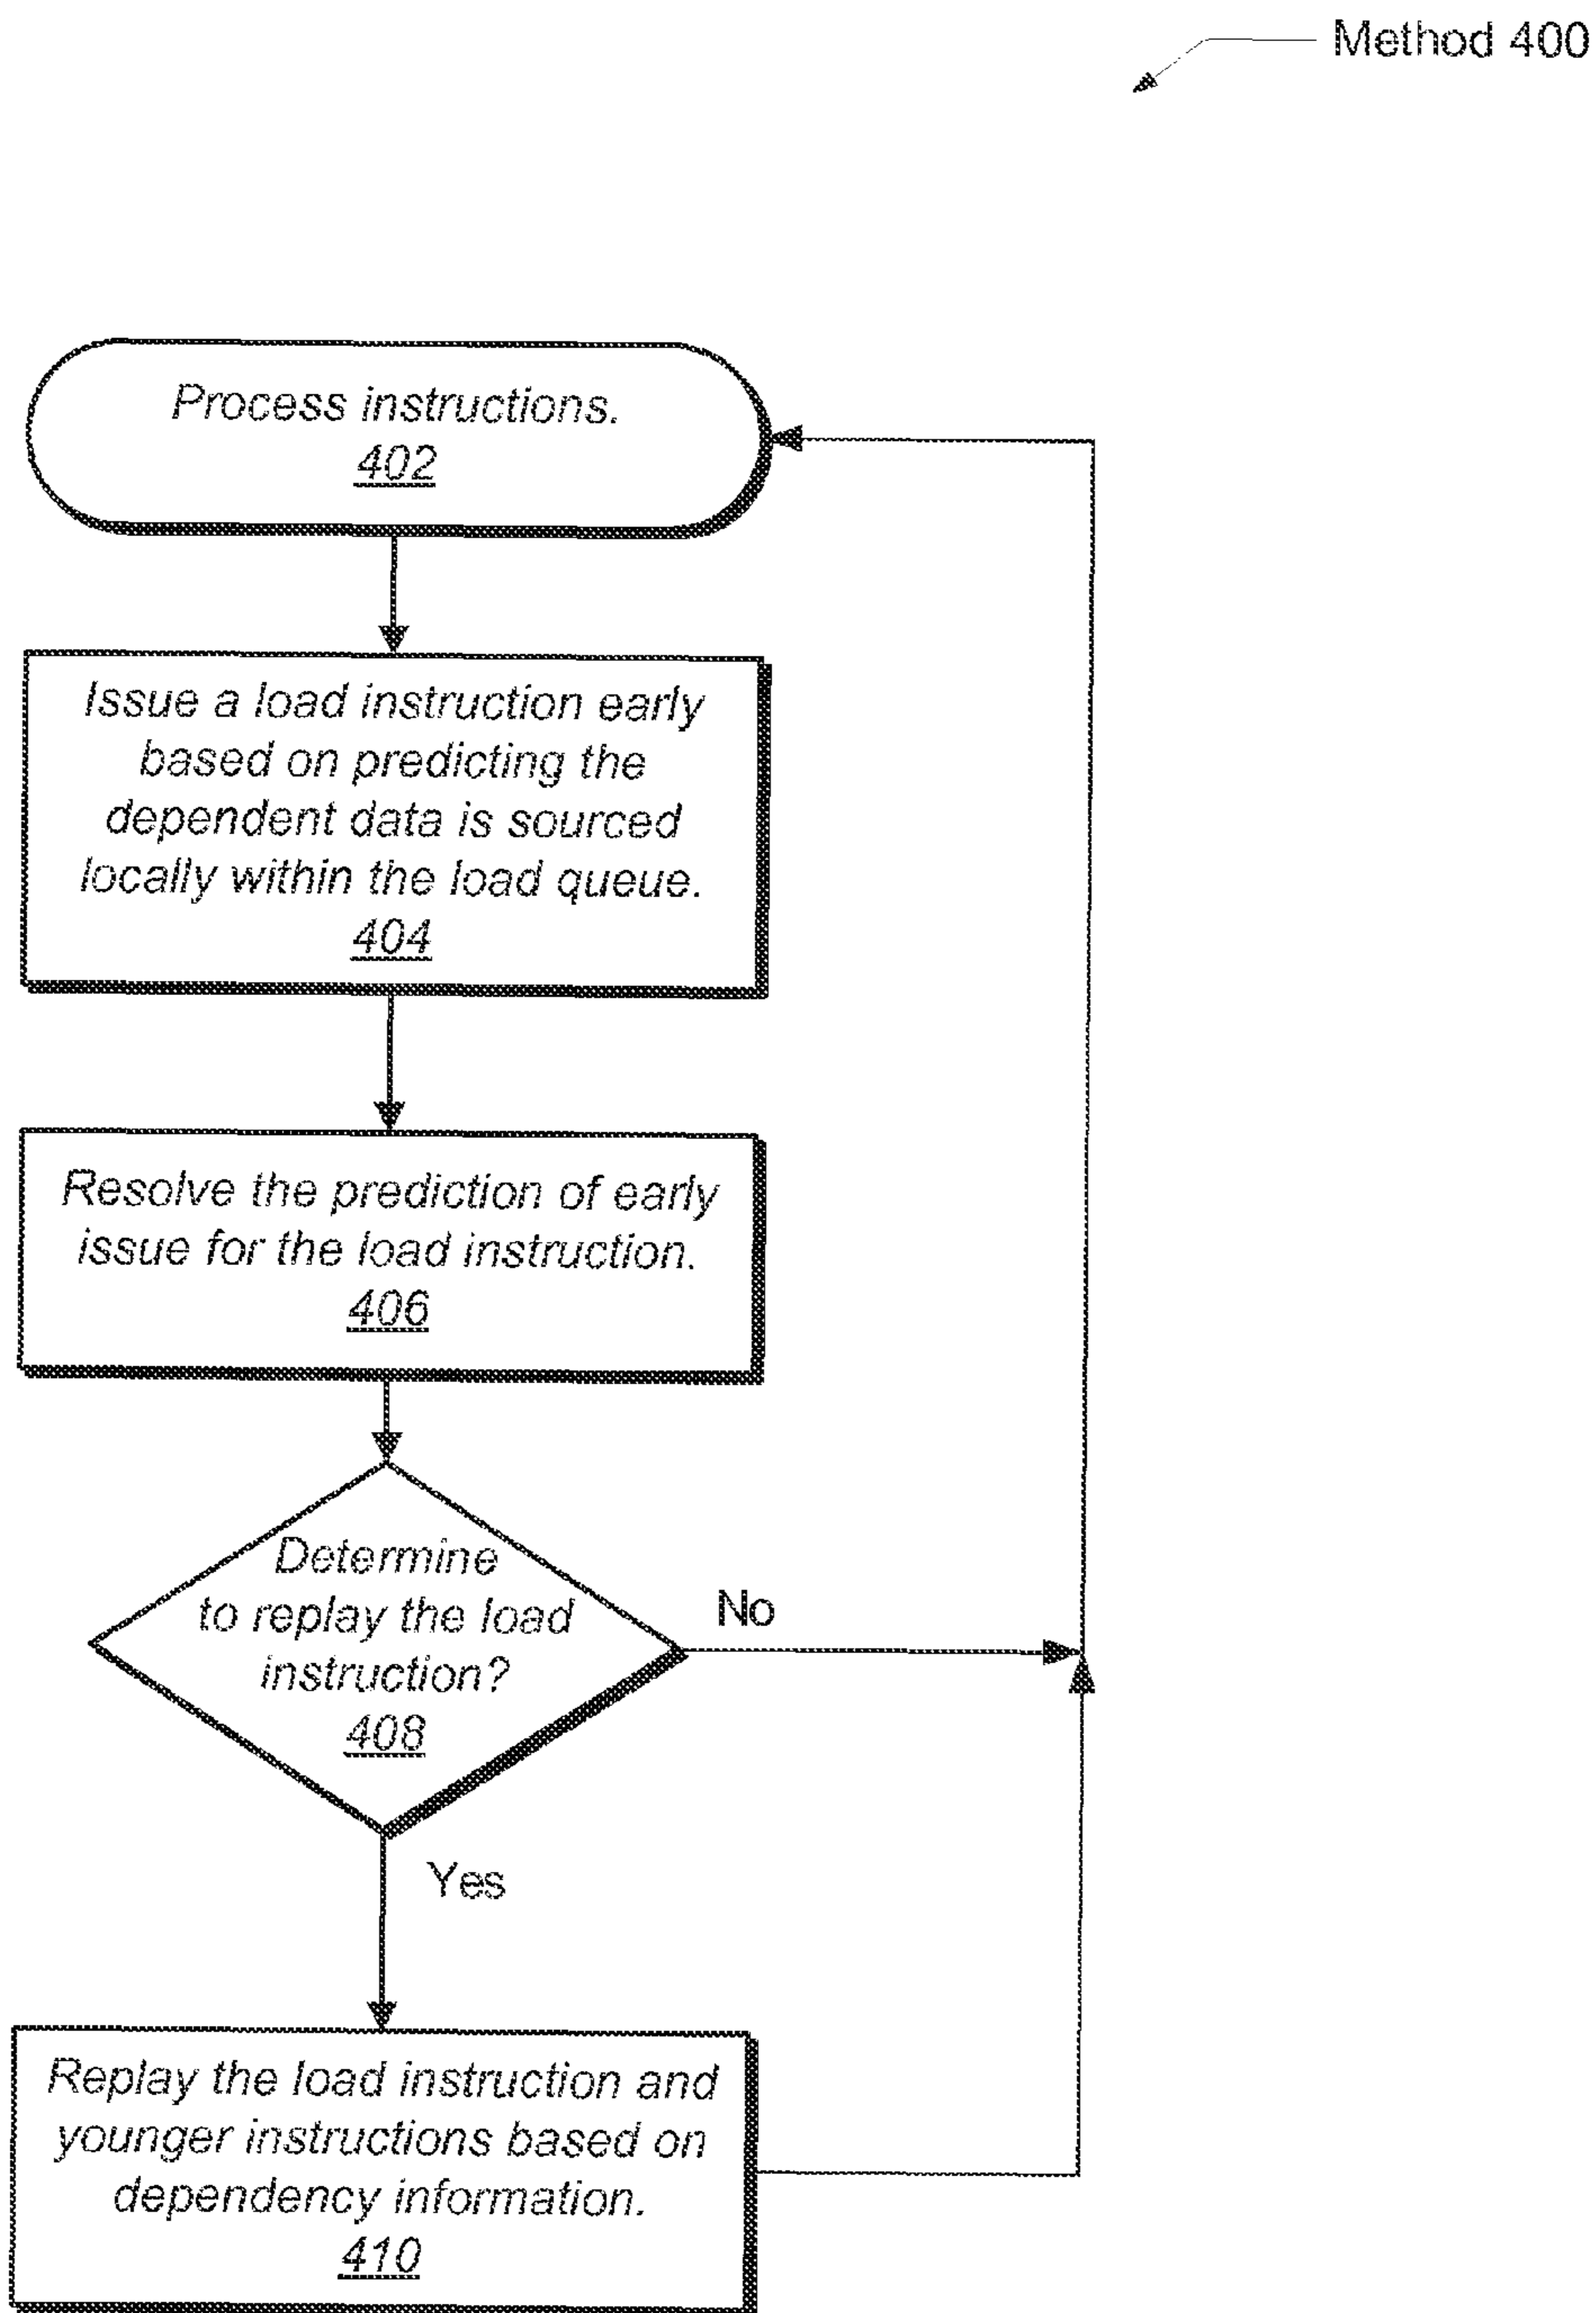 Method 400
Process instructions.
402
Issue a load instruction early
based on predicting the
dependent data is sourced
locally within the load queue.
404
Resolve the prediction of early
issue for the load instruction.
406
Determine
to replay the load
instruction?
408
No
Yes
Replay the load instruction and
younger instructions based on
dependency information.
410